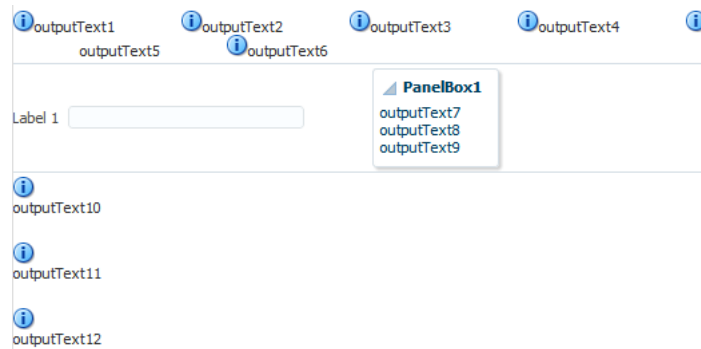 outputText1 outputText2 outputText3 outputText4
outputText5 outputText6
Label 1
PanelBox1
outputText7
outputText8
outputText9
outputText10
outputText11
outputText12